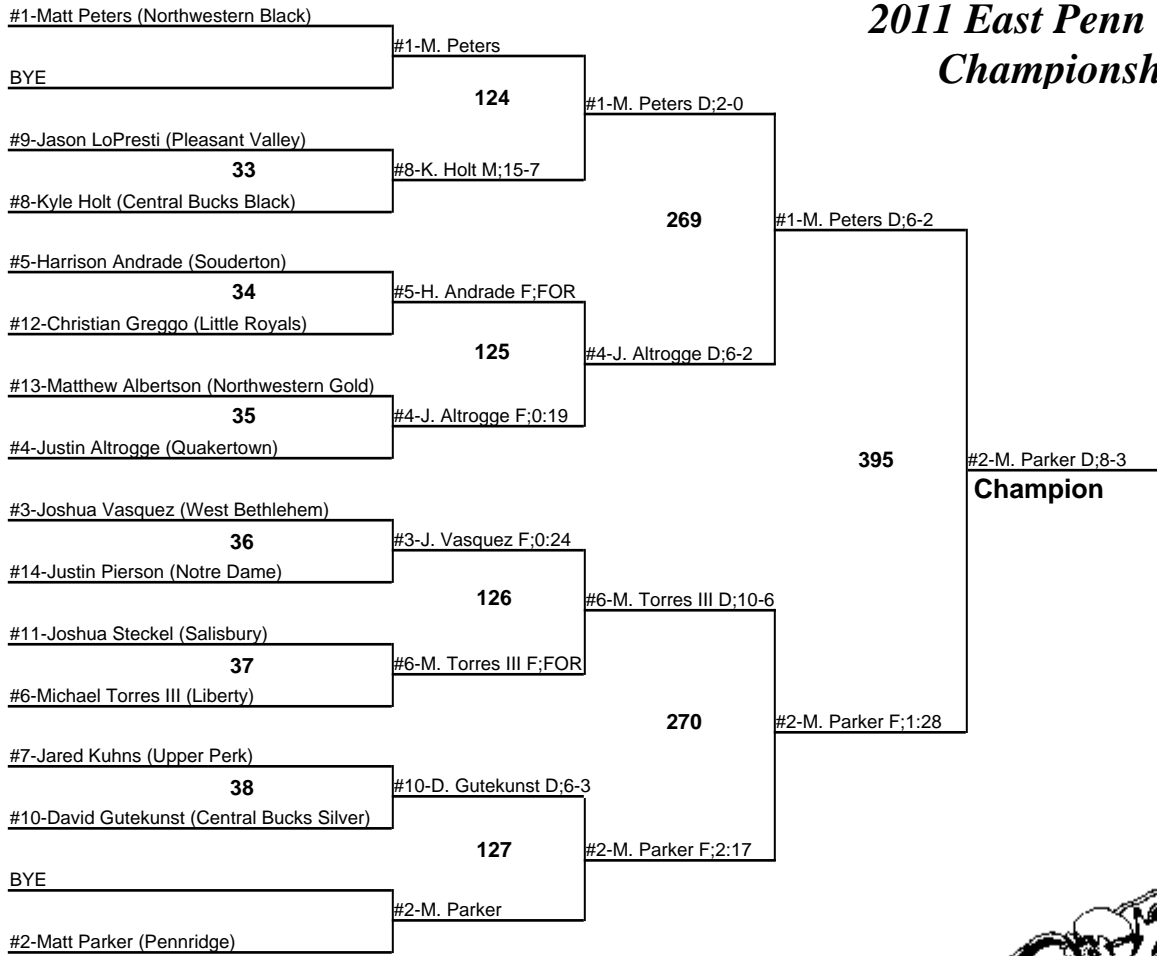 2011 East Penn
Championsh
#1-Matt Peters (Northwestern Black)
#1-M. Peters
BYE
124
#1-M. Peters D;2-0
#9-Jason LoPresti (Pleasant Valley)
33
#8-K. Holt M;15-7
#8-Kyle Holt (Central Bucks Black)
269
#1-M. Peters D;6-2
#5-Harrison Andrade (Souderton)
34
#5-H. Andrade F;FOR
#12-Christian Greggo (Little Royals)
125
#4-J. Altrogge D;6-2
#13-Matthew Albertson (Northwestern Gold)
35
#4-J. Altrogge F;0:19
#4-Justin Altrogge (Quakertown)
395
#2-M. Parker D;8-3
Champion
#3-Joshua Vasquez (West Bethlehem)
36
#3-J. Vasquez F;0:24
#14-Justin Pierson (Notre Dame)
126
#6-M. Torres III D;10-6
#11-Joshua Steckel (Salisbury)
37
#6-M. Torres III F;FOR
#6-Michael Torres III (Liberty)
270
#2-M. Parker F;1:28
#7-Jared Kuhns (Upper Perk)
38
#10-D. Gutekunst D;6-3
#10-David Gutekunst (Central Bucks Silver)
127
#2-M. Parker F;2:17
BYE
#2-M. Parker
#2-Matt Parker (Pennridge)